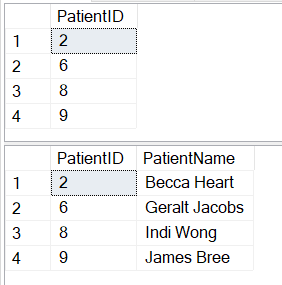 PatientID
1 2
2 6
3 8
4 9
PatientID PatientName
1 2 Becca Heart
2 6 Geralt Jacobs
3 8 Indi Wong
4 9 James Bree